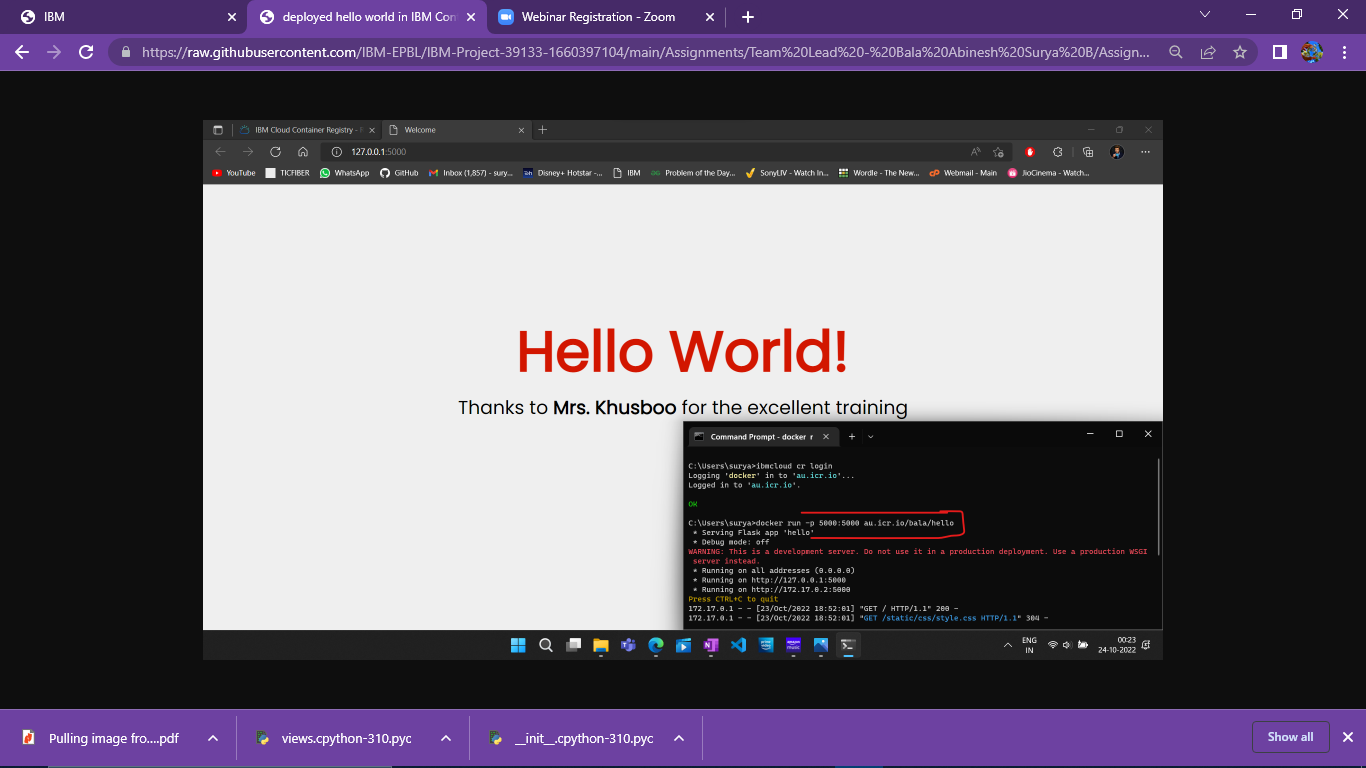 IBM
deployed hello world in IBM Con
Webinar Registration - Zoom
https://raw.githubusercontent.com/IBM-EPBL/IBM-Project-39133-1660397104/main/Assignments/Team%20Lead%20-%20Bala%20Abinesh%20Surya%20B/Assign...
IBM Cloud Container Registry -
Welcome
127.0.0.1:5000
YouTube TICFIBER WhatsApp GitHub Inbox (1,857) - sury... Disney+ Hotstar -... IBM Problem of the Day... SonyLIV - Watch In... Wordle - The New... Webmail - Main JioCinema - Watch...
Hello World!
Thanks to Mrs. Khusboo for the excellent training
Command Prompt - docker r
C:\Users\surya>ibmcloud cr login
Logging 'docker' in to 'au.icr.io'...
Logged in to 'au.icr.io'.
OK
C:\Users\surya>docker run -p 5000:5000 au.icr.io/bala/hello
* Serving Flask app 'hello'
* Debug mode: off
WARNING: This is a development server. Do not use it in a production deployment. Use a production WSGI
server instead.
* Running on all addresses (0.0.0.0)
* Running on http://127.0.0.1:5000
* Running on http://172.17.0.2:5000
Press CTRL+C to quit
172.17.0.1 - - [23/Oct/2022 18:52:01] "GET / HTTP/1.1" 200 -
172.17.0.1 - - [23/Oct/2022 18:52:01] "GET /static/css/style.css HTTP/1.1" 304 -
ENG
IN
00:23
24-10-2022
Pulling image fro....pdf
views.cpython-310.pyc
__init__.cpython-310.pyc
Show all